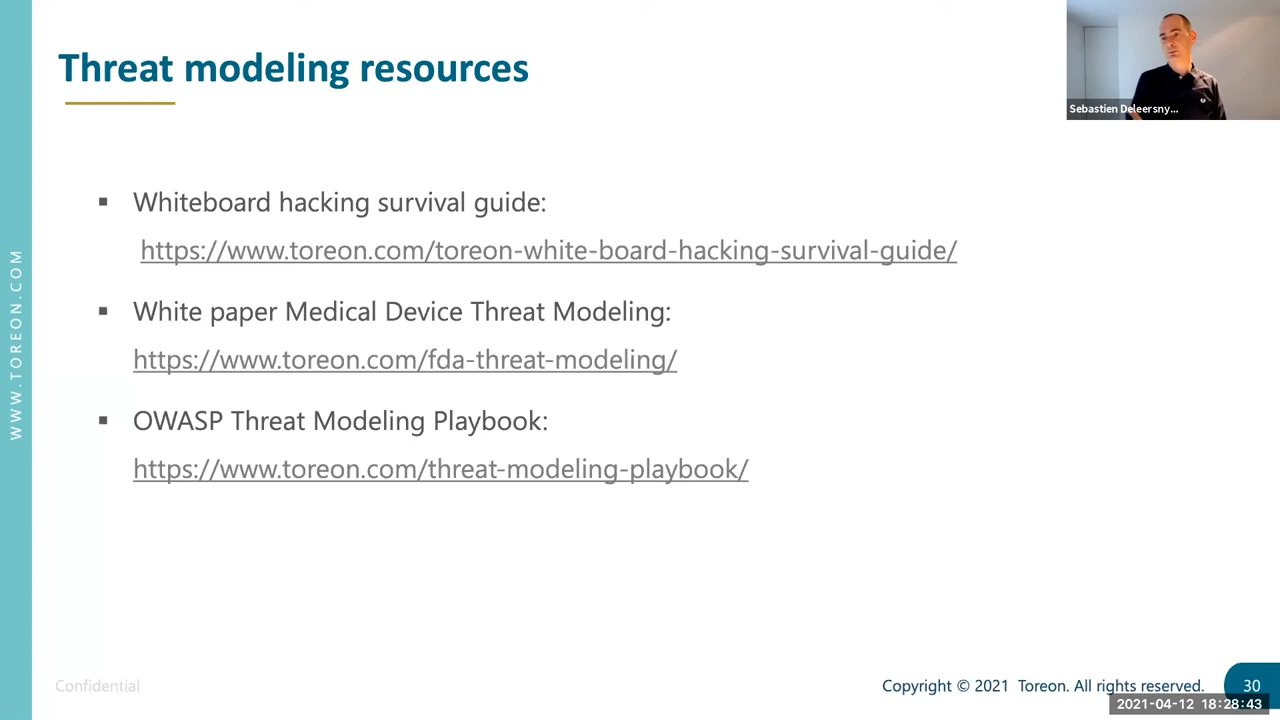 Threat modeling resources
Sebastien Deleersny...
WWW.TOREON.COM
▪ Whiteboard hacking survival guide:
https://www.toreon.com/toreon-white-board-hacking-survival-guide/
▪ White paper Medical Device Threat Modeling:
https://www.toreon.com/fda-threat-modeling/
▪ OWASP Threat Modeling Playbook:
https://www.toreon.com/threat-modeling-playbook/
Confidential
Copyright © 2021 Toreon. All rights reserved.
30
2021-04-12 18:28:43